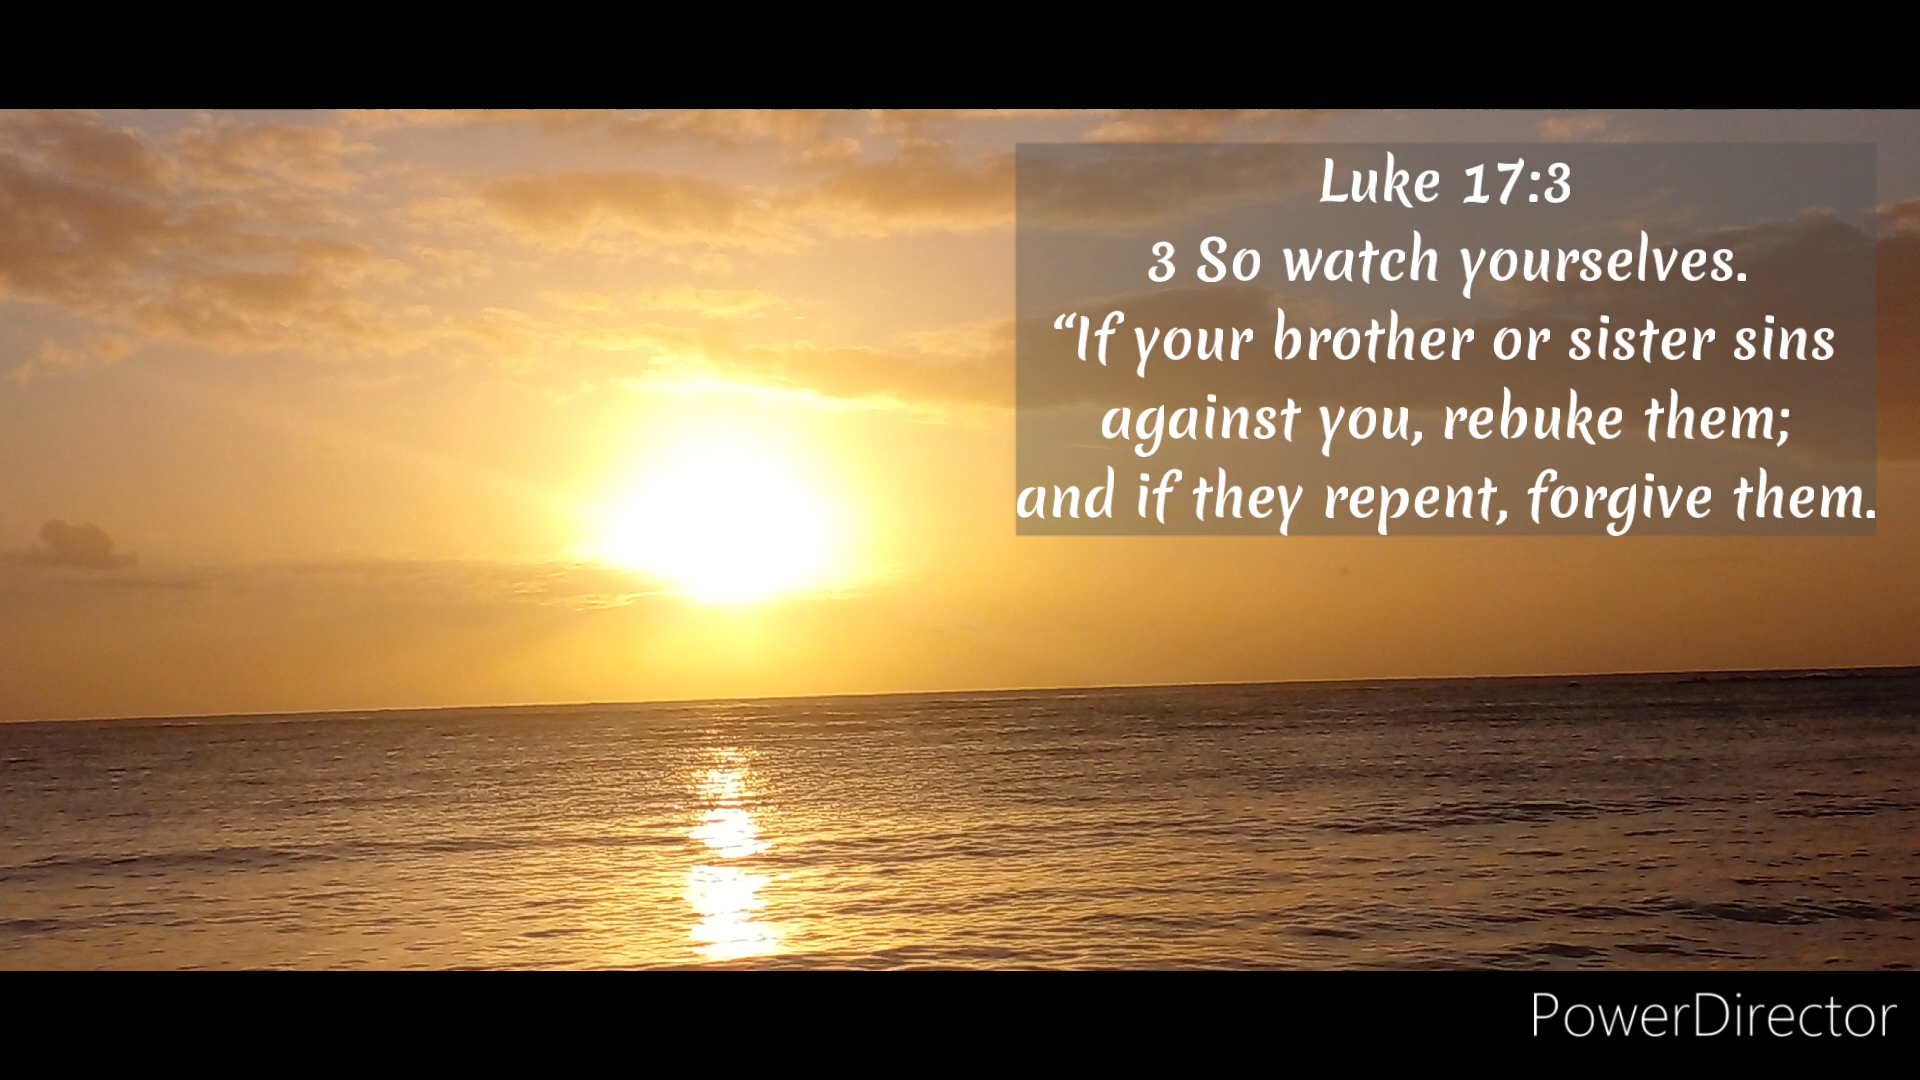 Luke 17:3
3 So watch yourselves.
“If your brother or sister sins
against you, rebuke them;
and if they repent, forgive them.
PowerDirector